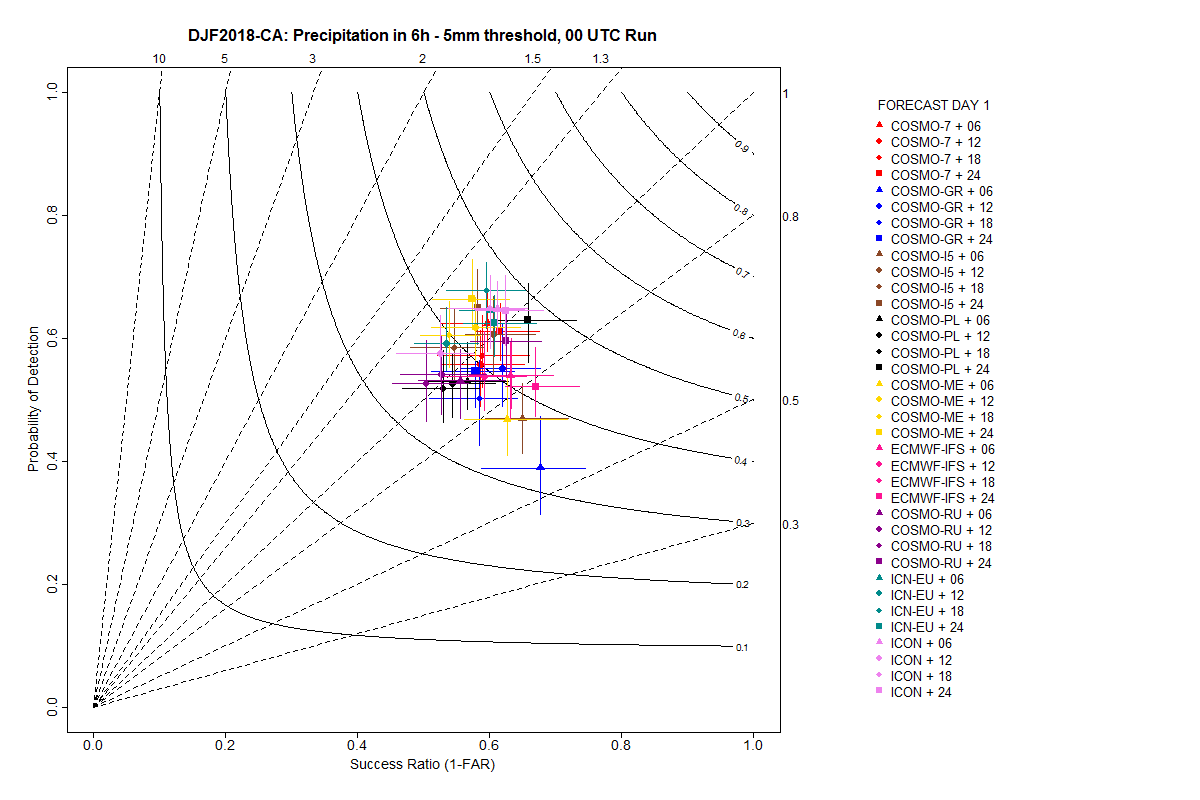 DJF2018-CA: Precipitation in 6h - 5mm threshold, 00 UTC Run
10 5 3 2 1.5 1.3
1
0.8
0.5
0.3
0.9
0.8
0.7
0.6
0.5
0.4
0.3
0.2
0.1
1.0
0.8
0.6
0.4
0.2
0.0
Probability of Detection
0.0 0.2 0.4 0.6 0.8 1.0
Success Ratio (1-FAR)
FORECAST DAY 1
COSMO-7 + 06
COSMO-7 + 12
COSMO-7 + 18
COSMO-7 + 24
COSMO-GR + 06
COSMO-GR + 12
COSMO-GR + 18
COSMO-GR + 24
COSMO-I5 + 06
COSMO-I5 + 12
COSMO-I5 + 18
COSMO-I5 + 24
COSMO-PL + 06
COSMO-PL + 12
COSMO-PL + 18
COSMO-PL + 24
COSMO-ME + 06
COSMO-ME + 12
COSMO-ME + 18
COSMO-ME + 24
ECMWF-IFS + 06
ECMWF-IFS + 12
ECMWF-IFS + 18
ECMWF-IFS + 24
COSMO-RU + 06
COSMO-RU + 12
COSMO-RU + 18
COSMO-RU + 24
ICN-EU + 06
ICN-EU + 12
ICN-EU + 18
ICN-EU + 24
ICON + 06
ICON + 12
ICON + 18
ICON + 24